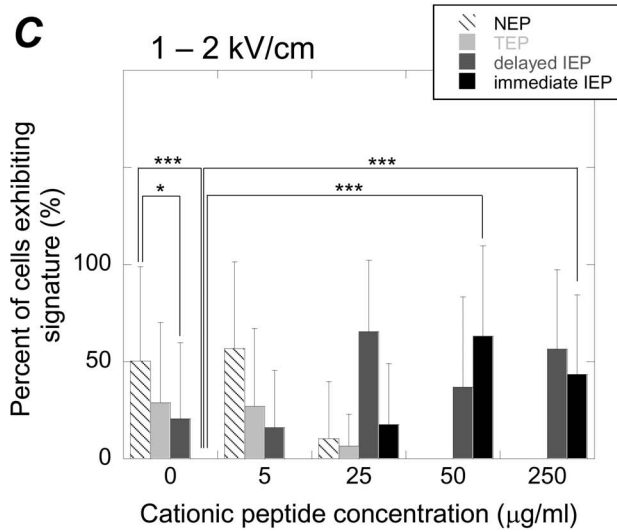 C
1 – 2 kV/cm
NEP
TEP
delayed IEP
immediate IEP
***
***
*
***
Percent of cells exhibiting
signature (%)
100
50
0
0 5 25 50 250
Cationic peptide concentration (μg/ml)